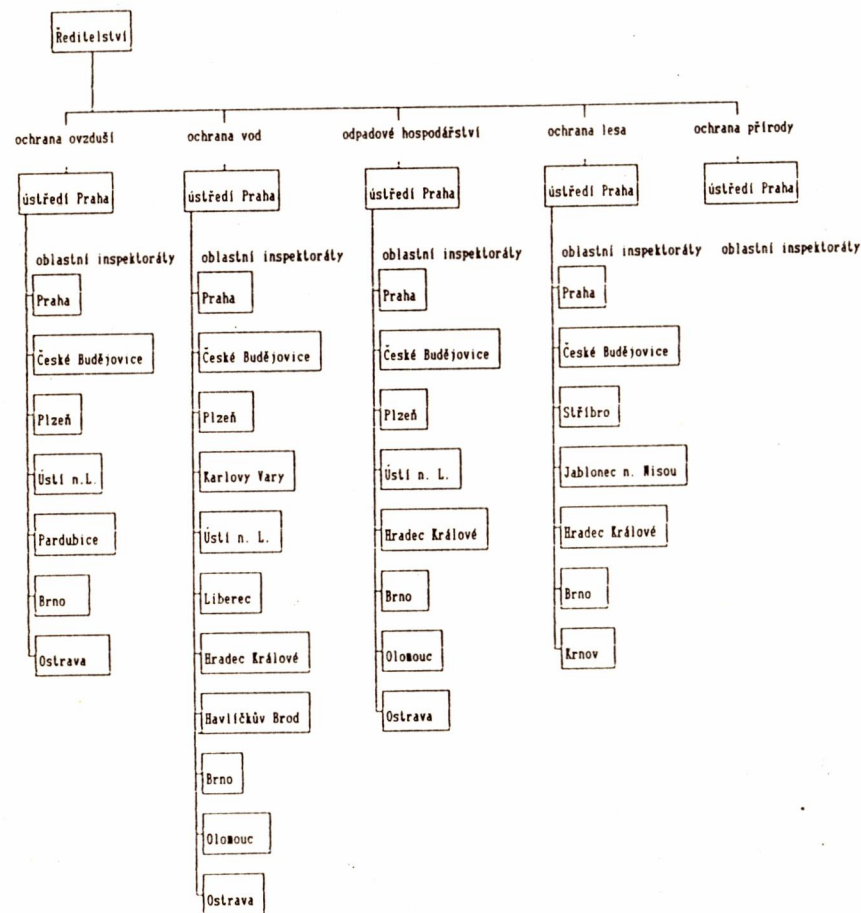 Ředitelství
ochrana ovzduší
ochrana vod
odpadové hospodářství
ochrana lesa
ochrana přírody
ústředí Praha
ústředí Praha
ústředí Praha
ústředí Praha
ústředí Praha
oblastní inspektoráty
oblastní inspektoráty
oblastní inspektoráty
oblastní inspektoráty
oblastní inspektoráty
Praha
České Budějovice
Plzeň
Ústí n.L.
Pardubice
Brno
Ostrava
Praha
České Budějovice
Plzeň
Karlovy Vary
Ústí n. L.
Liberec
Hradec Králové
Havlíčkův Brod
Brno
Olomouc
Ostrava
Praha
České Budějovice
Plzeň
Ústí n. L.
Hradec Králové
Brno
Olomouc
Ostrava
Praha
České Budějovice
Stříbro
Jablonec n. Nisou
Hradec Králové
Brno
Krnov